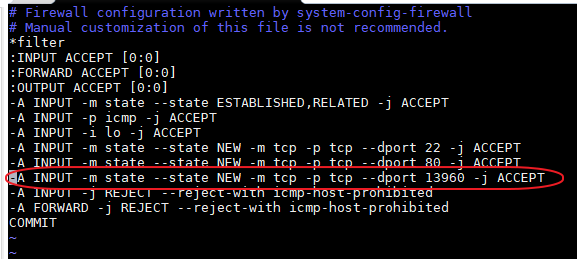 # Firewall configuration written by system-config-firewall
# Manual customization of this file is not recommended.
*filter
:INPUT ACCEPT [0:0]
:FORWARD ACCEPT [0:0]
:OUTPUT ACCEPT [0:0]
-A INPUT -m state --state ESTABLISHED,RELATED -j ACCEPT
-A INPUT -p icmp -j ACCEPT
-A INPUT -i lo -j ACCEPT
-A INPUT -m state --state NEW -m tcp -p tcp --dport 22 -j ACCEPT
-A INPUT -m state --state NEW -m tcp -p tcp --dport 80 -j ACCEPT
-A INPUT -m state --state NEW -m tcp -p tcp --dport 13960 -j ACCEPT
-A INPUT -j REJECT --reject-with icmp-host-prohibited
-A FORWARD -j REJECT --reject-with icmp-host-prohibited
COMMIT
~
~